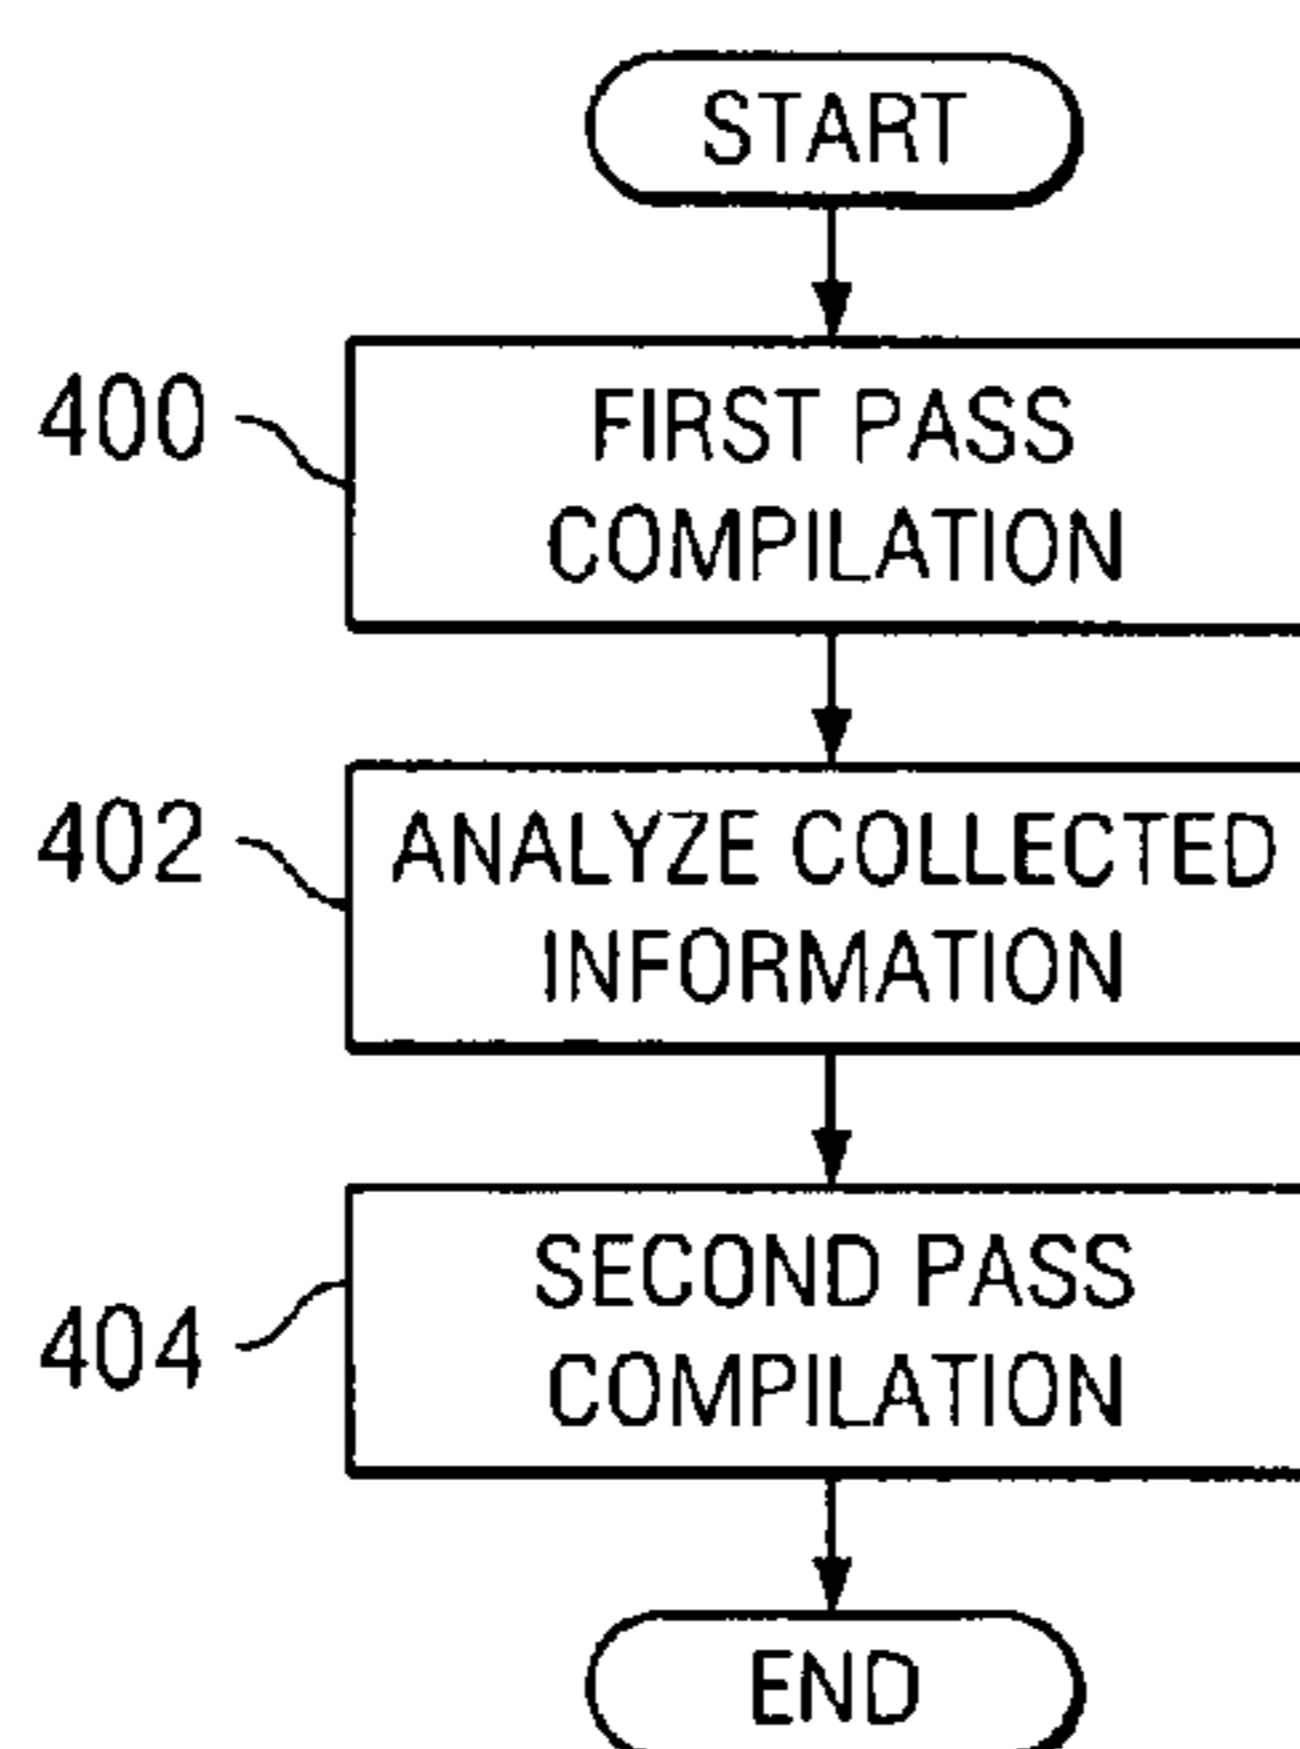 START
400
FIRST PASS
COMPILATION
402
ANALYZE COLLECTED
INFORMATION
404
SECOND PASS
COMPILATION
END